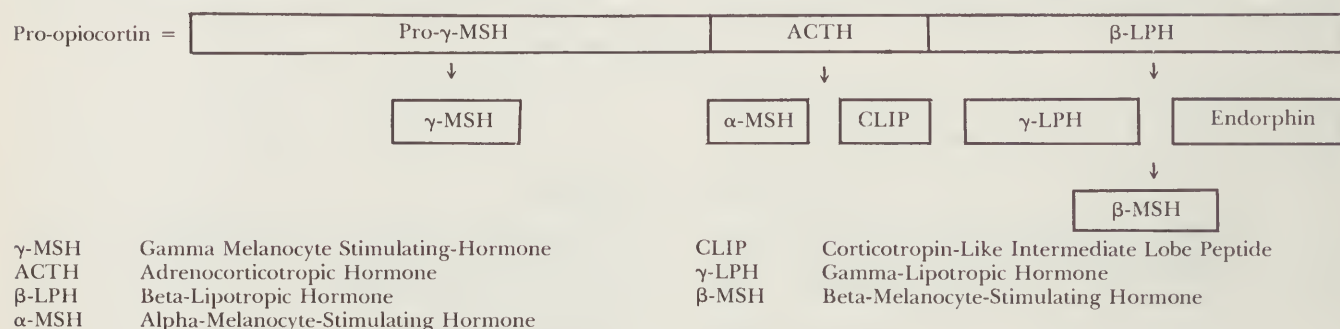 Pro-opiocortin = Pro-γ-MSH ACTH β-LPH
↓ ↓ ↓
γ-MSH α-MSH CLIP γ-LPH Endorphin
↓
β-MSH
γ-MSH Gamma Melanocyte Stimulating-Hormone
ACTH Adrenocorticotropic Hormone
β-LPH Beta-Lipotropic Hormone
α-MSH Alpha-Melanocyte-Stimulating Hormone
CLIP Corticotropin-Like Intermediate Lobe Peptide
γ-LPH Gamma-Lipotropic Hormone
β-MSH Beta-Melanocyte-Stimulating Hormone